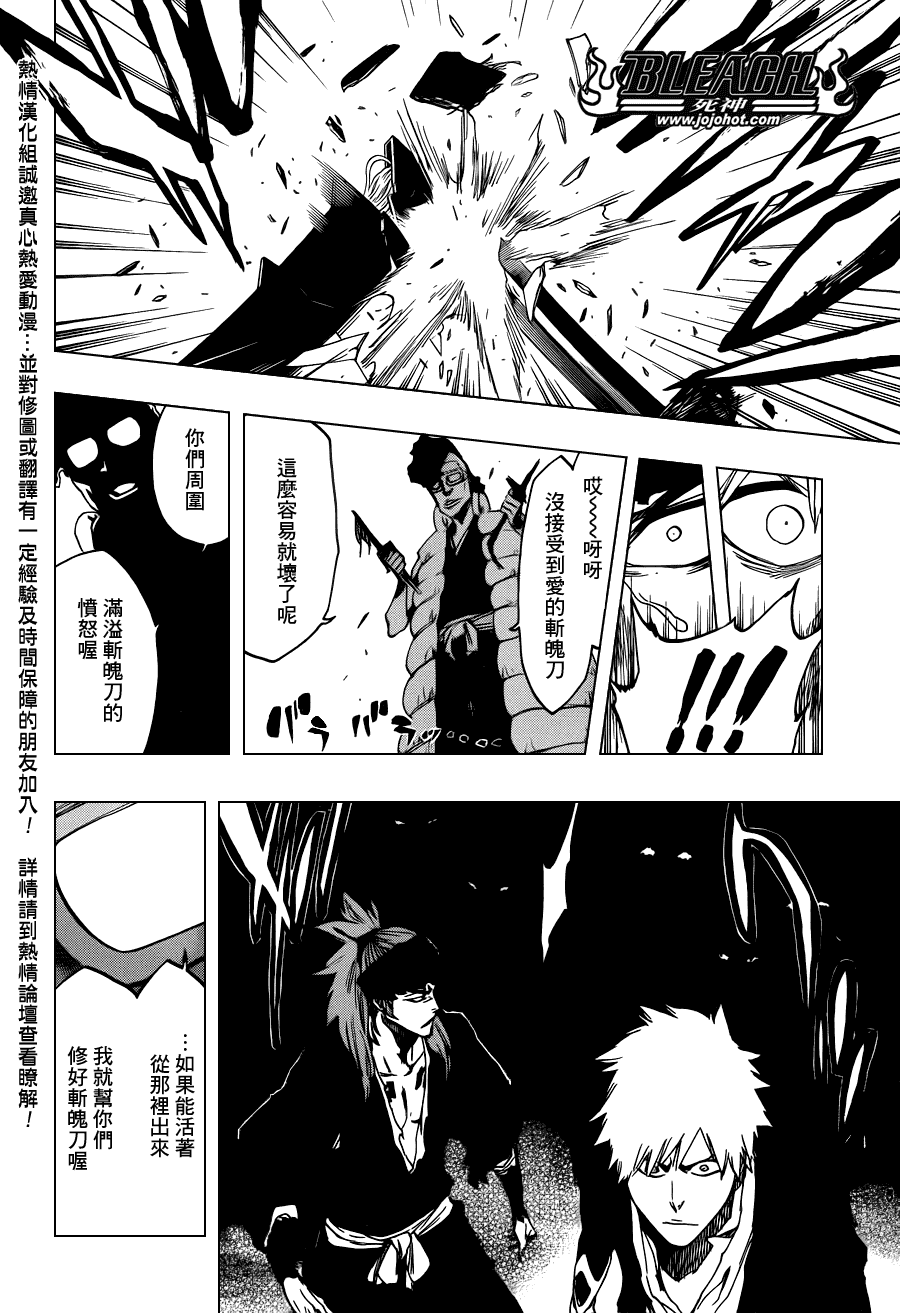 BLEACH
死神
www.jojohot.com
!!!
哎~~~~呀呀
沒接受到愛的斬魄刀
這麼容易就壞了呢
你們周圍
滿溢斬魄刀的
憤怒喔
…如果能活著
從那裡出來
我就幫你們
修好斬魄刀喔
熱情漢化組誠邀真心熱愛動漫…並對修圖或翻譯有一定經驗及時間保障的朋友加入！ 詳情請到熱情論壇查看瞭解！